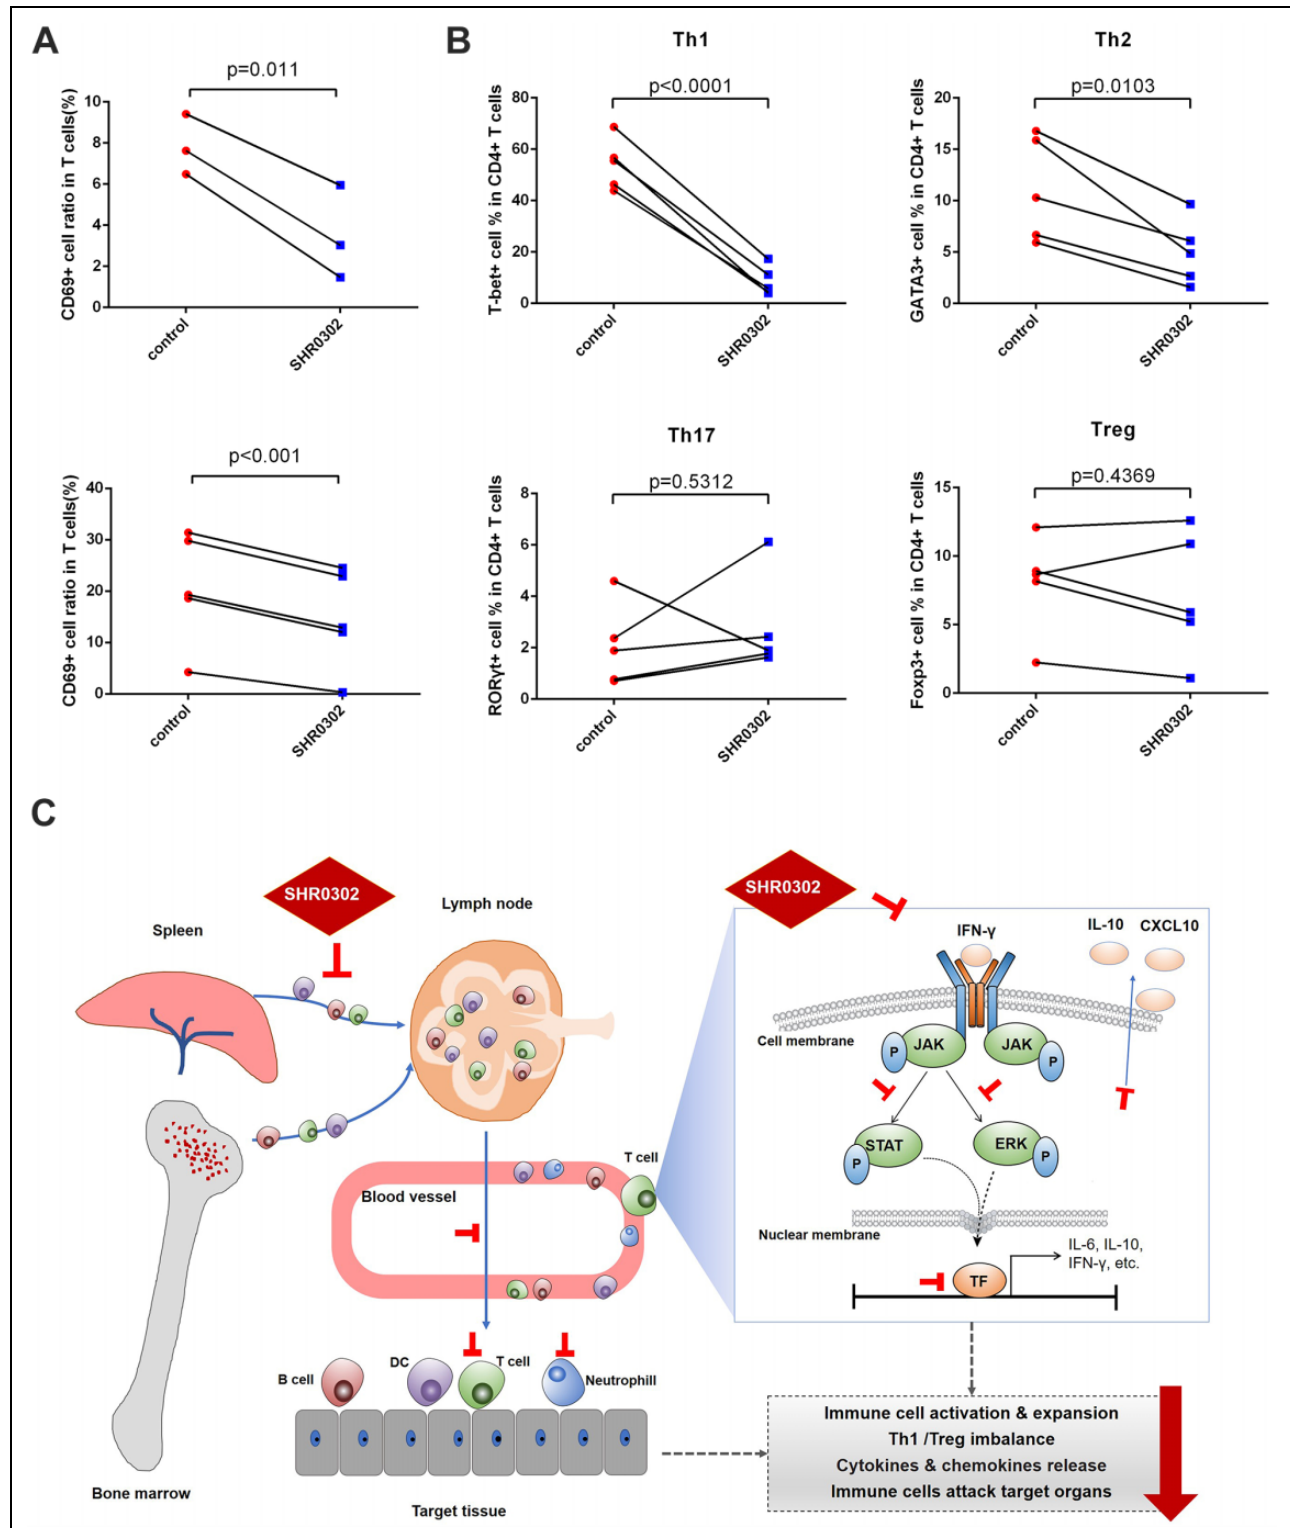 A
B
Th1
Th2
p=0.011
p<0.0001
p=0.0103
CD69+ cell ratio in T cells(%)
10
8
6
4
2
0
control
SHR0302
T-bet+ cell % in CD4+ T cells
80
60
40
20
0
control
SHR0302
GATA3+ cell % in CD4+ T cells
20
15
10
5
0
control
SHR0302
Th17
Treg
p<0.001
p=0.5312
p=0.4369
CD69+ cell ratio in T cells(%)
40
30
20
10
0
control
SHR0302
RORγt+ cell % in CD4+ T cells
8
6
4
2
0
control
SHR0302
Foxp3+ cell % in CD4+ T cells
15
10
5
0
control
SHR0302
C
SHR0302
SHR0302
Spleen
Lymph node
IFN-γ
IL-10
CXCL10
Cell membrane
P
JAK
JAK
P
STAT
P
ERK
P
T cell
Blood vessel
Nuclear membrane
IL-6, IL-10,
IFN-γ, etc.
TF
B cell
DC
T cell
Neutrophill
Bone marrow
Target tissue
Immune cell activation & expansion
Th1 /Treg imbalance
Cytokines & chemokines release
Immune cells attack target organs